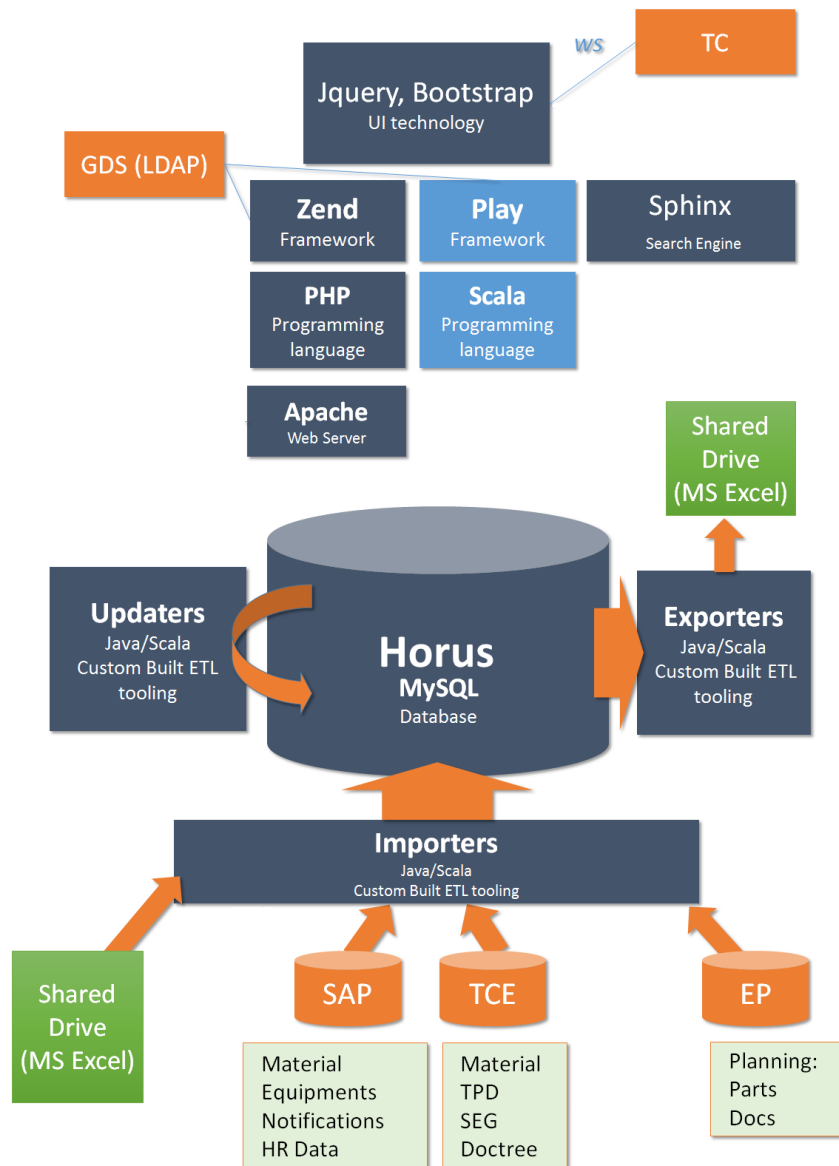 ws
TC
Jquery, Bootstrap
UI technology
GDS (LDAP)
Zend
Framework
Play
Framework
Sphinx
Search Engine
PHP
Programming
language
Scala
Programming
language
Apache
Web Server
Shared
Drive
(MS Excel)
Updaters
Java/Scala
Custom Built ETL
tooling
Horus
MySQL
Database
Exporters
Java/Scala
Custom Built ETL
tooling
Importers
Java/Scala
Custom Built ETL tooling
Shared
Drive
(MS Excel)
SAP
TCE
EP
Material
Equipments
Notifications
HR Data
Material
TPD
SEG
Doctree
Planning:
Parts
Docs